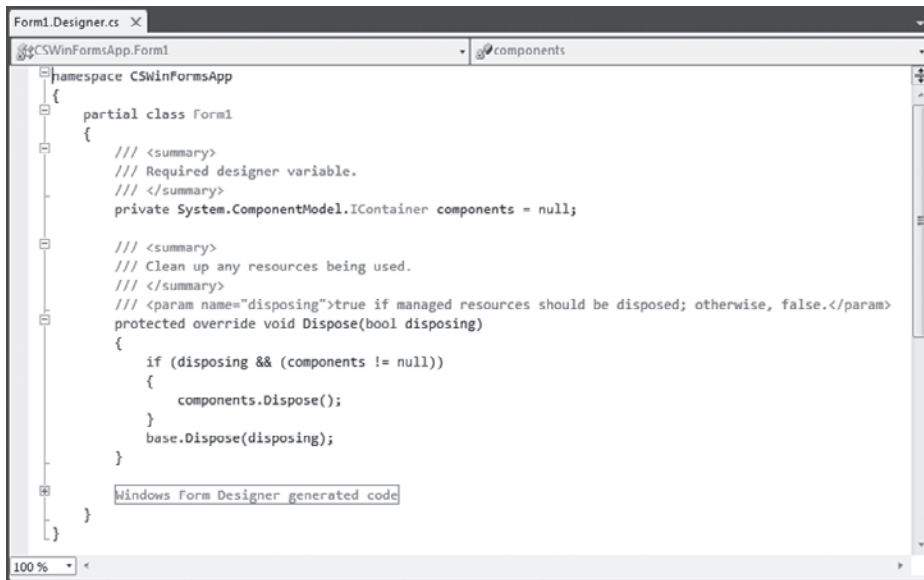 Form1.Designer.cs
CSWinFormsApp.Form1 components
namespace CSWinFormsApp
{
partial class Form1
{
/// <summary>
/// Required designer variable.
/// </summary>
private System.ComponentModel.IContainer components = null;
/// <summary>
/// Clean up any resources being used.
/// </summary>
/// <param name="disposing">true if managed resources should be disposed; otherwise, false.</param>
protected override void Dispose(bool disposing)
{
if (disposing && (components != null))
{
components.Dispose();
}
base.Dispose(disposing);
}
Windows Form Designer generated code
}
}
100 %